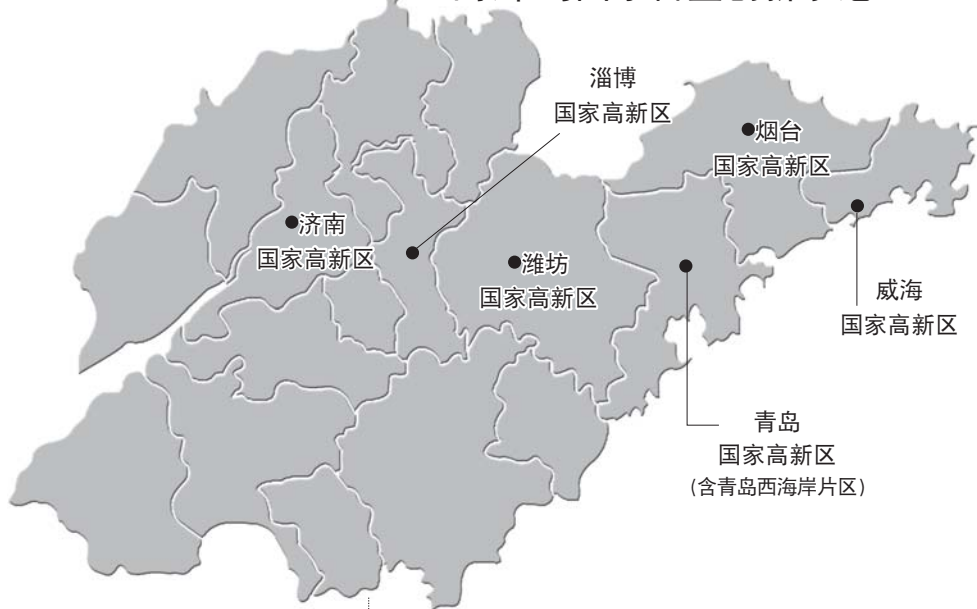 淄博
国家高新区
烟台
国家高新区
济南
国家高新区
潍坊
国家高新区
威海
国家高新区
青岛
国家高新区
(含青岛西海岸片区)